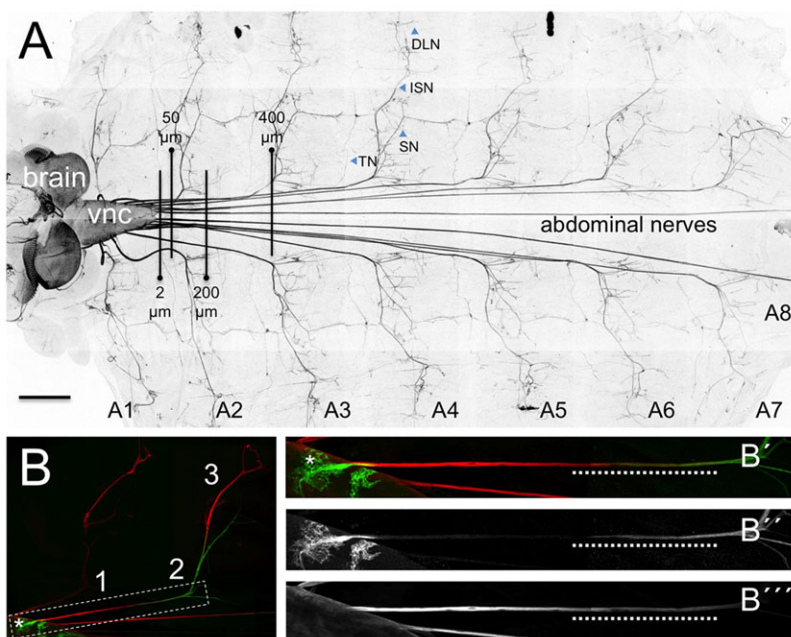 A
DLN
ISN
50
µm
400
µm
SN
TN
brain
vnc
abdominal nerves
2
µm
200
µm
A8
A1
A2
A3
A4
A5
A6
A7
B
3
2
1
*
*
B´
B´´
B´´´